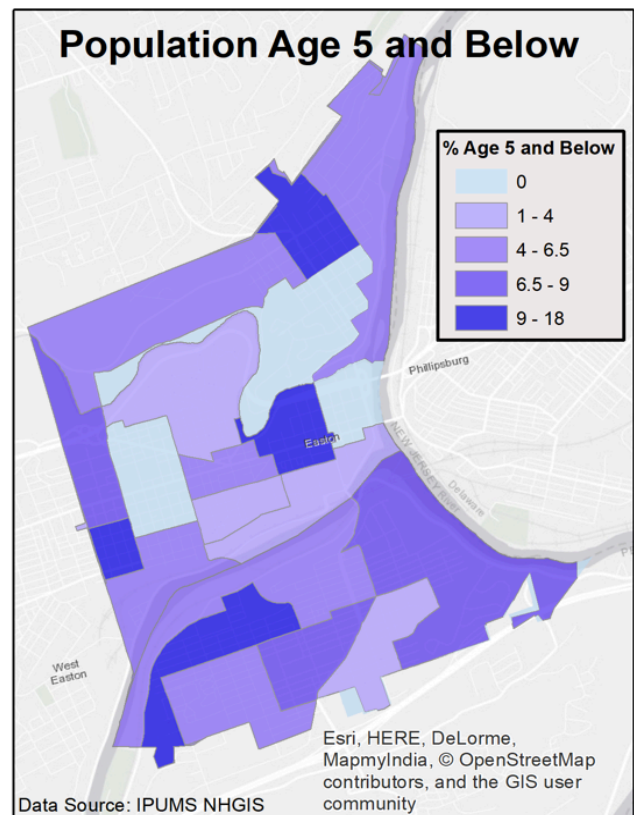 Population Age 5 and Below
% Age 5 and Below
0
1 - 4
4 - 6.5
6.5 - 9
9 - 18
Phillipsburg
Easton
NEW JERSEY
River
Delaware
West
Easton
Esri, HERE, DeLorme,
MapmyIndia, © OpenStreetMap
contributors, and the GIS user
community
Data Source: IPUMS NHGIS